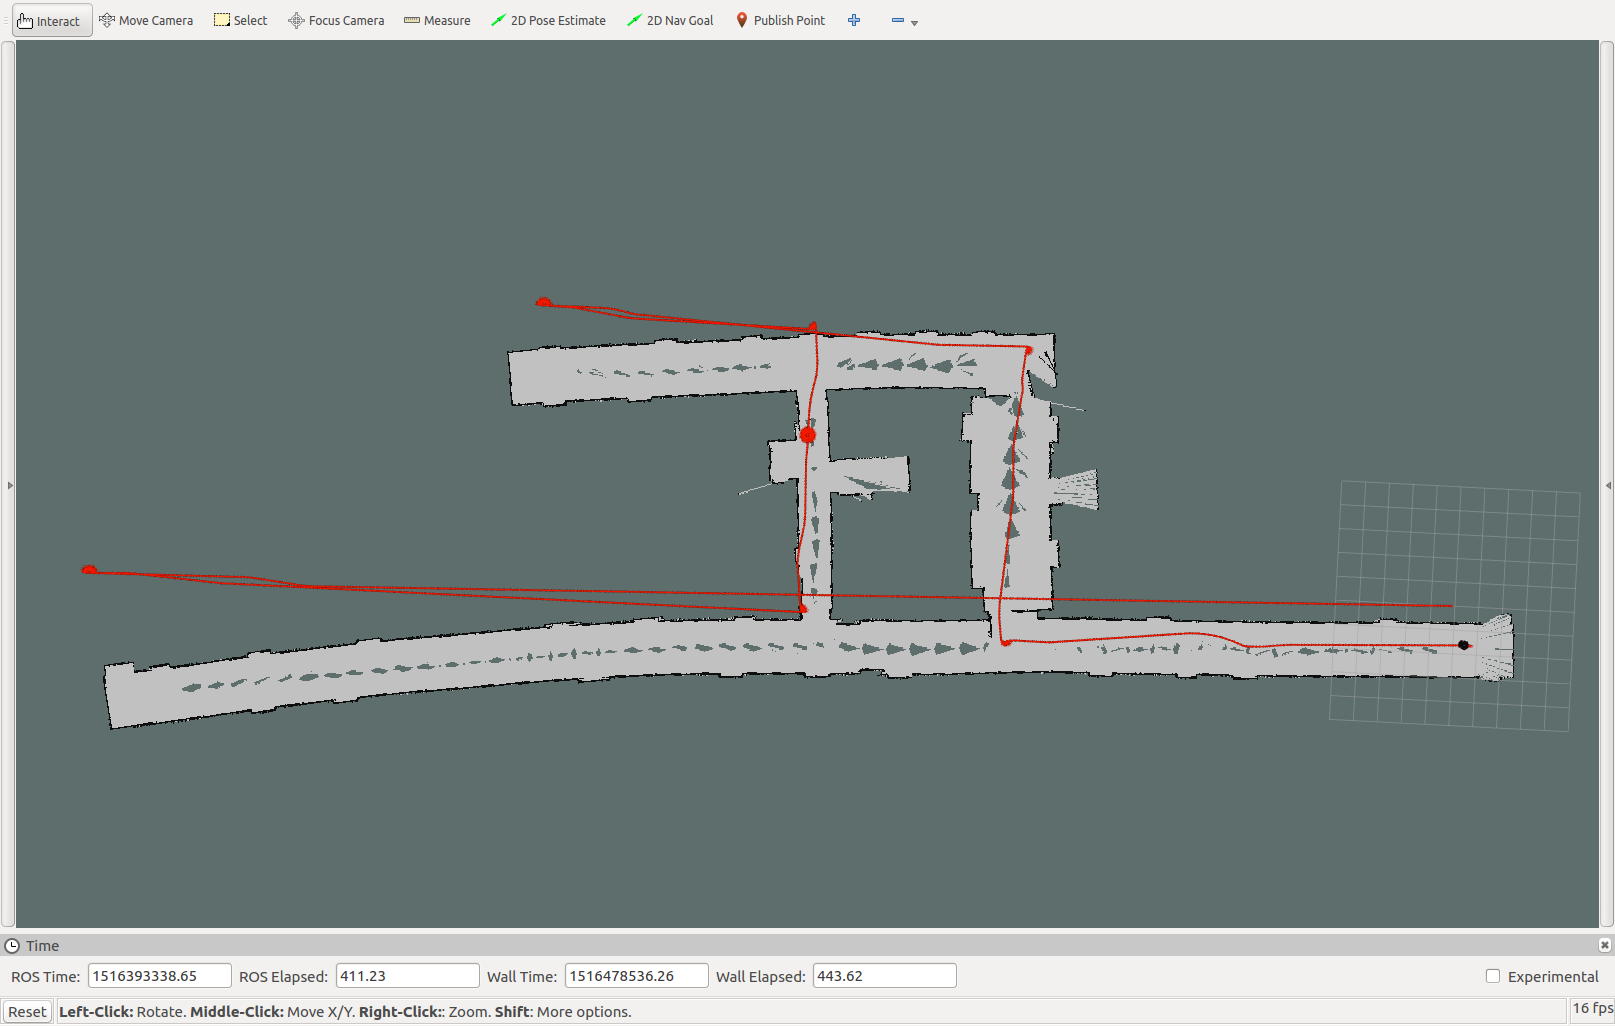 Interact Move Camera Select Focus Camera Measure 2D Pose Estimate 2D Nav Goal Publish Point
Time
ROS Time: 1516393338.65 ROS Elapsed: 411.23 Wall Time: 1516478536.26 Wall Elapsed: 443.62 Experimental
Reset Left-Click: Rotate. Middle-Click: Move X/Y. Right-Click:: Zoom. Shift: More options. 16 fps